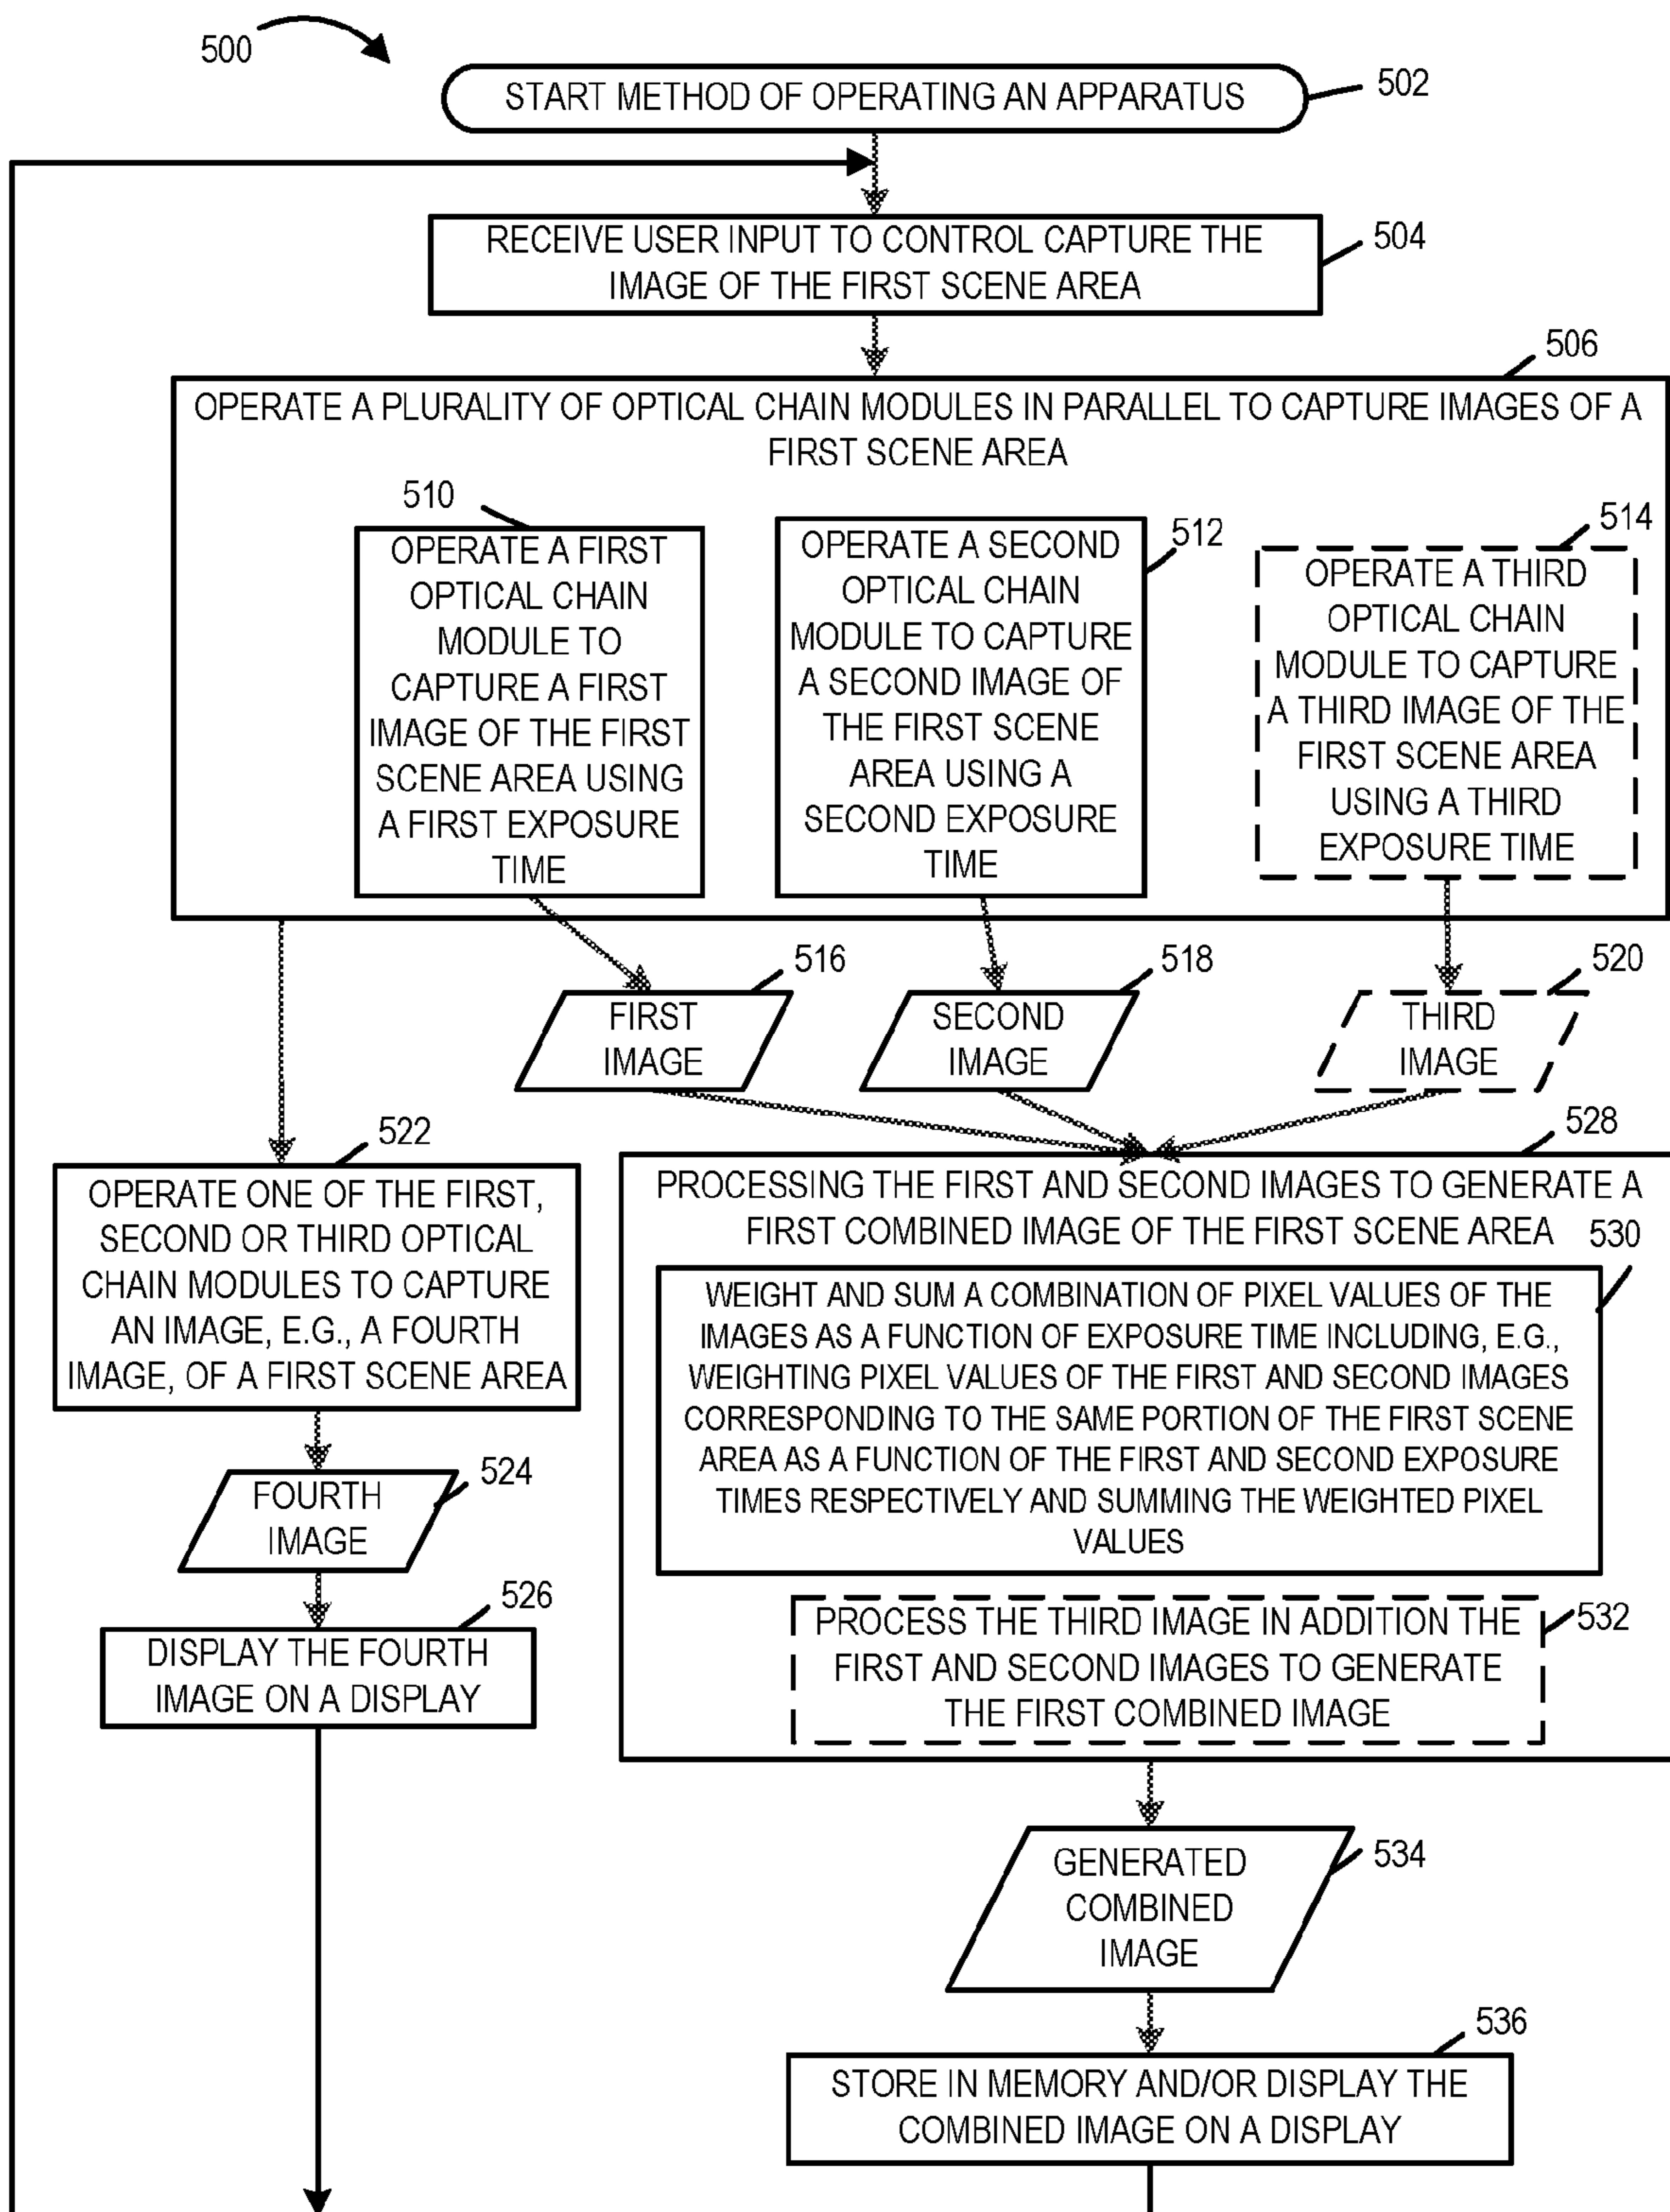 500
START METHOD OF OPERATING AN APPARATUS
502
RECEIVE USER INPUT TO CONTROL CAPTURE THE
IMAGE OF THE FIRST SCENE AREA
504
506
OPERATE A PLURALITY OF OPTICAL CHAIN MODULES IN PARALLEL TO CAPTURE IMAGES OF A
FIRST SCENE AREA
510
OPERATE A FIRST
OPTICAL CHAIN
MODULE TO
CAPTURE A FIRST
IMAGE OF THE FIRST
SCENE AREA USING
A FIRST EXPOSURE
TIME
512
OPERATE A SECOND
OPTICAL CHAIN
MODULE TO CAPTURE
A SECOND IMAGE OF
THE FIRST SCENE
AREA USING A
SECOND EXPOSURE
TIME
514
OPERATE A THIRD
OPTICAL CHAIN
MODULE TO CAPTURE
A THIRD IMAGE OF THE
FIRST SCENE AREA
USING A THIRD
EXPOSURE TIME
516
FIRST
IMAGE
518
SECOND
IMAGE
520
THIRD
IMAGE
522
OPERATE ONE OF THE FIRST,
SECOND OR THIRD OPTICAL
CHAIN MODULES TO CAPTURE
AN IMAGE, E.G., A FOURTH
IMAGE, OF A FIRST SCENE AREA
524
FOURTH
IMAGE
526
DISPLAY THE FOURTH
IMAGE ON A DISPLAY
528
PROCESSING THE FIRST AND SECOND IMAGES TO GENERATE A
FIRST COMBINED IMAGE OF THE FIRST SCENE AREA
530
WEIGHT AND SUM A COMBINATION OF PIXEL VALUES OF THE
IMAGES AS A FUNCTION OF EXPOSURE TIME INCLUDING, E.G.,
WEIGHTING PIXEL VALUES OF THE FIRST AND SECOND IMAGES
CORRESPONDING TO THE SAME PORTION OF THE FIRST SCENE
AREA AS A FUNCTION OF THE FIRST AND SECOND EXPOSURE
TIMES RESPECTIVELY AND SUMMING THE WEIGHTED PIXEL
VALUES
532
PROCESS THE THIRD IMAGE IN ADDITION THE
FIRST AND SECOND IMAGES TO GENERATE
THE FIRST COMBINED IMAGE
534
GENERATED
COMBINED
IMAGE
536
STORE IN MEMORY AND/OR DISPLAY THE
COMBINED IMAGE ON A DISPLAY